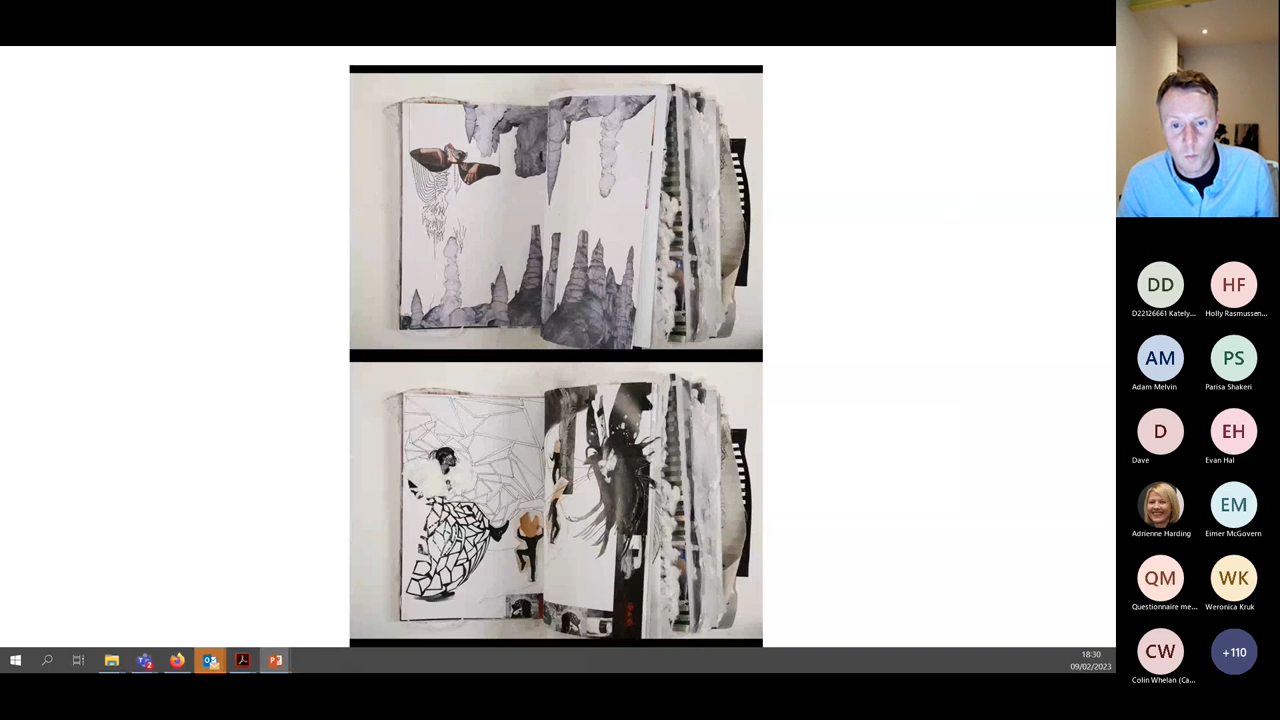 DD
HF
D22126661 Kately...
Holly Rasmussen...
AM
PS
Adam Melvin
Parisa Shakeri
D
EH
Dave
Evan Hal
EM
Adrienne Harding
Eimer McGovern
QM
WK
Questionnaire me...
Weronica Kruk
CW
+110
Colin Whelan (Ca...
18:30
09/02/2023